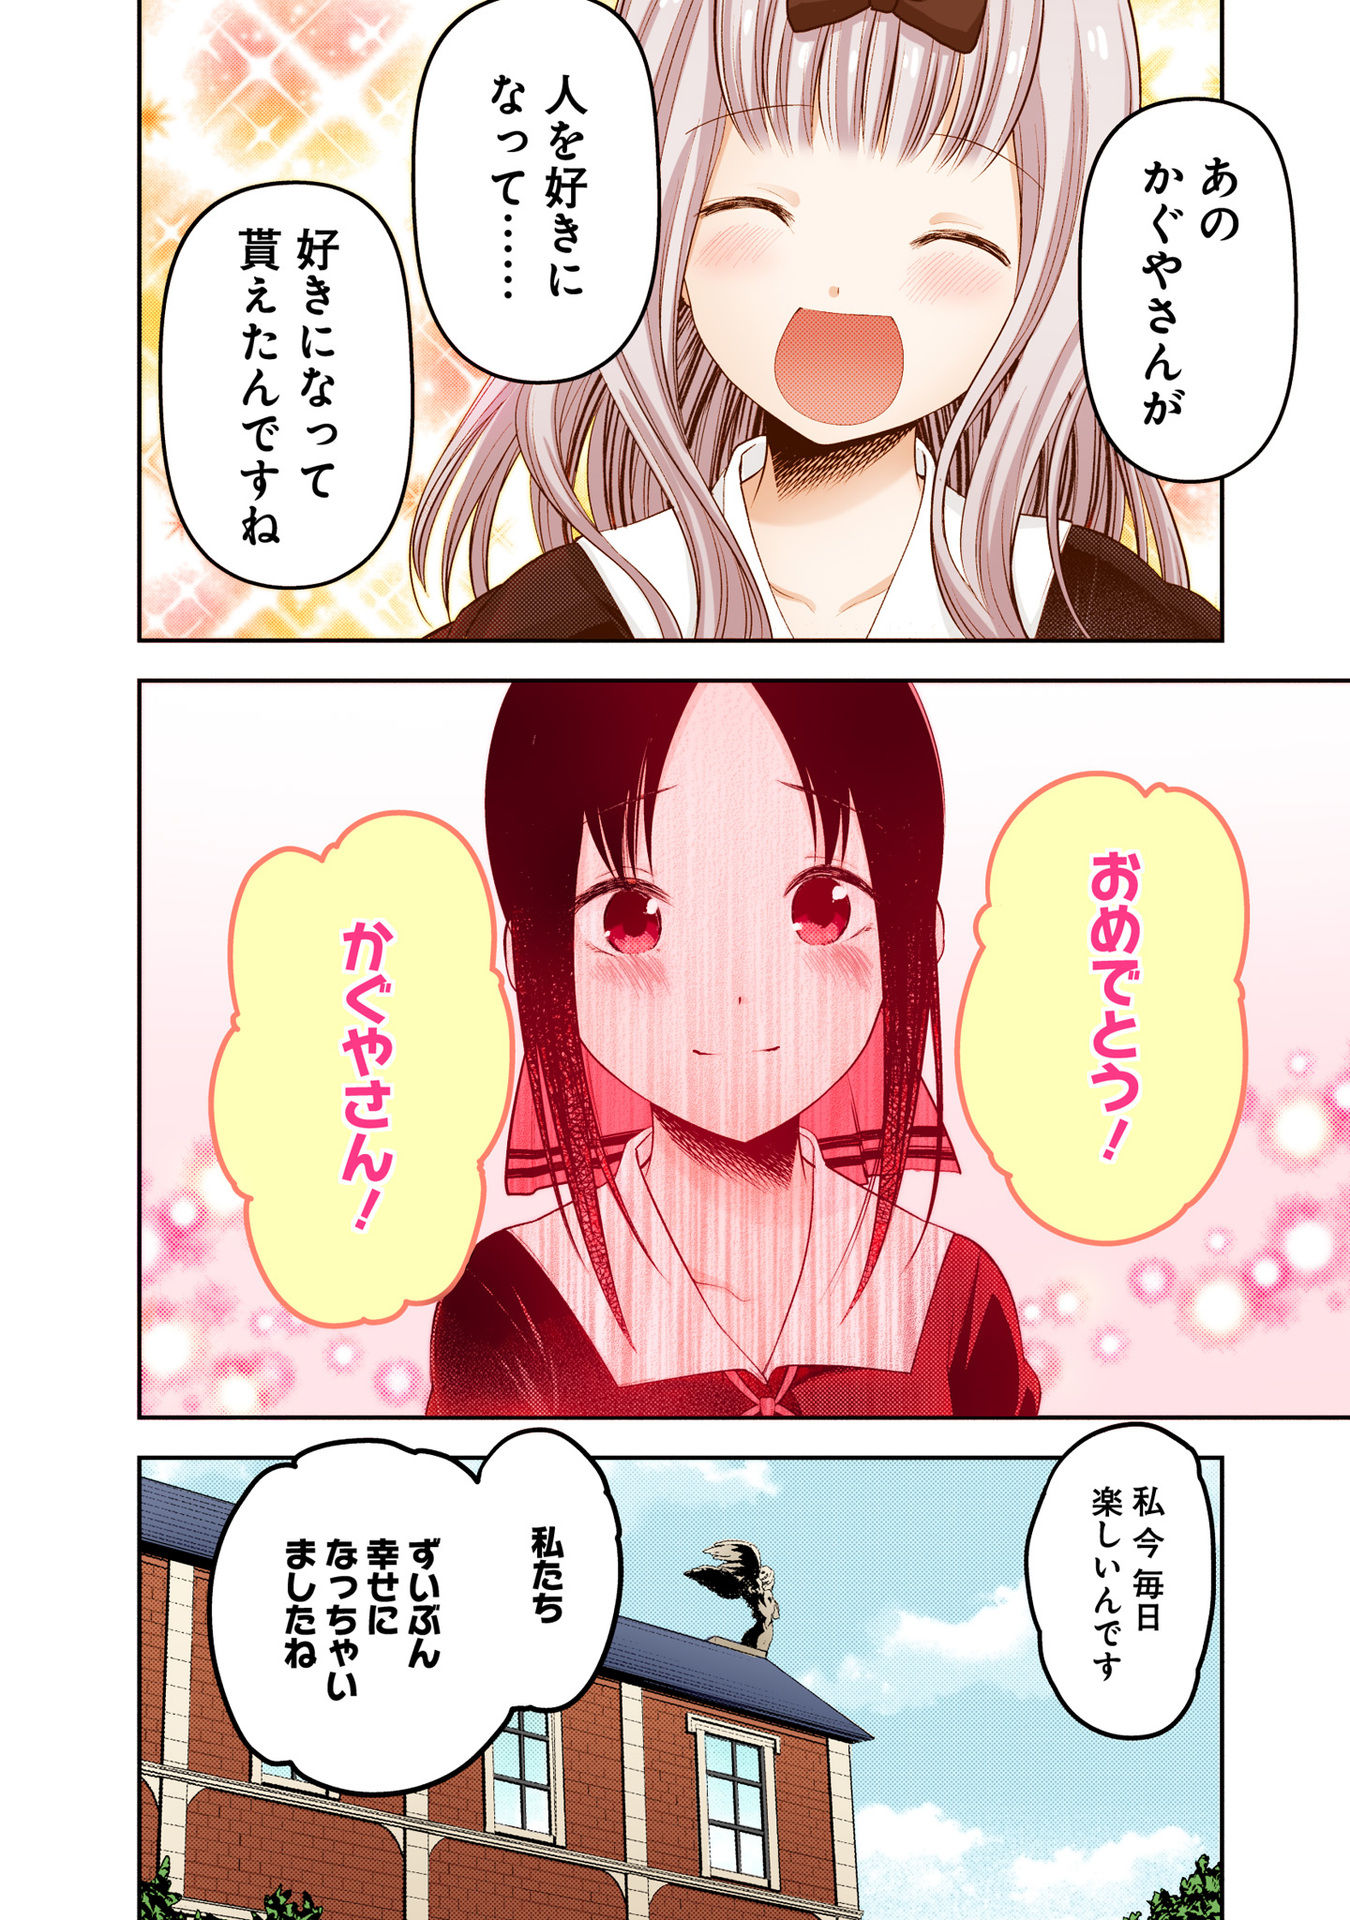 あの
かぐやさんが
人を好きに
なって……
好きになって
貰えたんですね
おめでとう！
かぐやさん！
私 今 毎日
楽しいんです
私たち
ずいぶん
幸せに
なっちゃい
ましたね